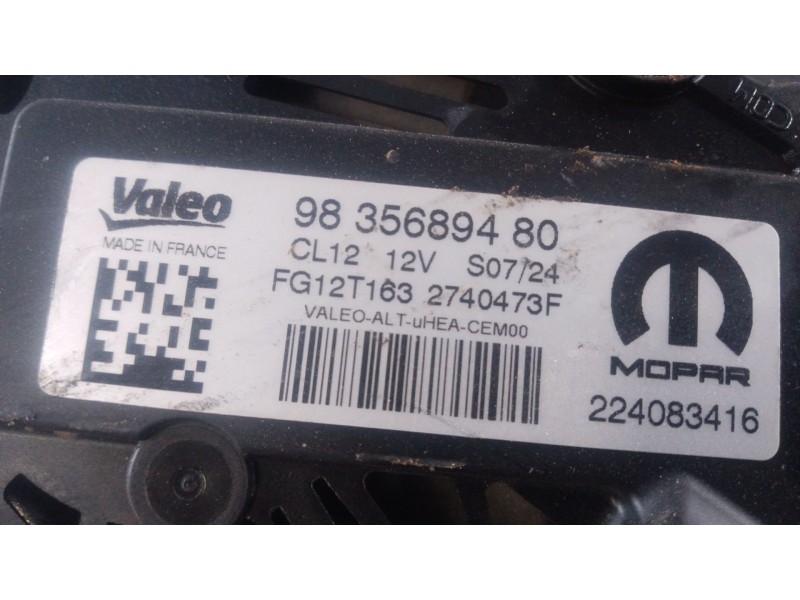 Valeo
MADE IN FRANCE
98 356894 80
CL12 12V S07/24
FG12T163 2740473F
VALEO-ALT-uHEA-CEM00
MOPAR
224083416